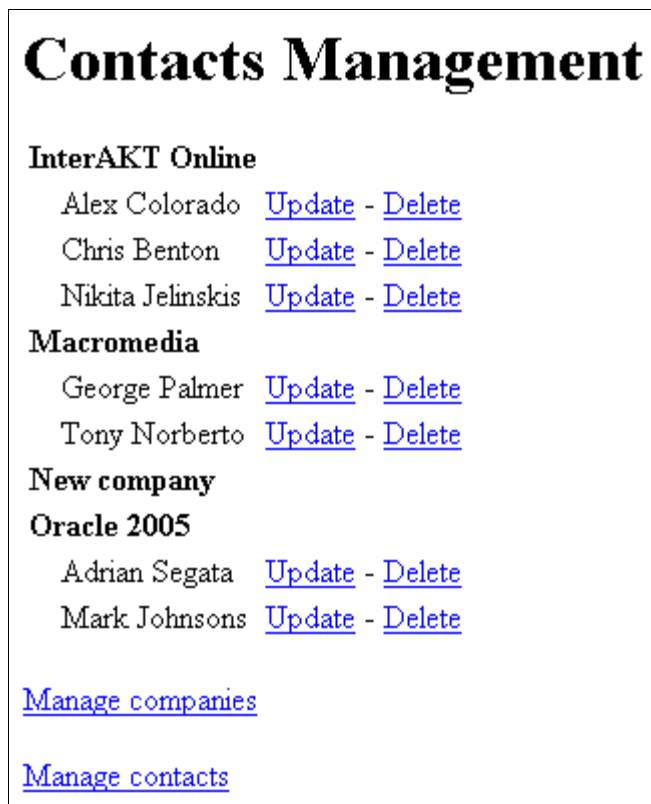 Contacts Management
InterAKT Online
Alex Colorado Update - Delete
Chris Benton Update - Delete
Nikita Jelinskis Update - Delete
Macromedia
George Palmer Update - Delete
Tony Norberto Update - Delete
New company
Oracle 2005
Adrian Segata Update - Delete
Mark Johnsons Update - Delete
Manage companies
Manage contacts